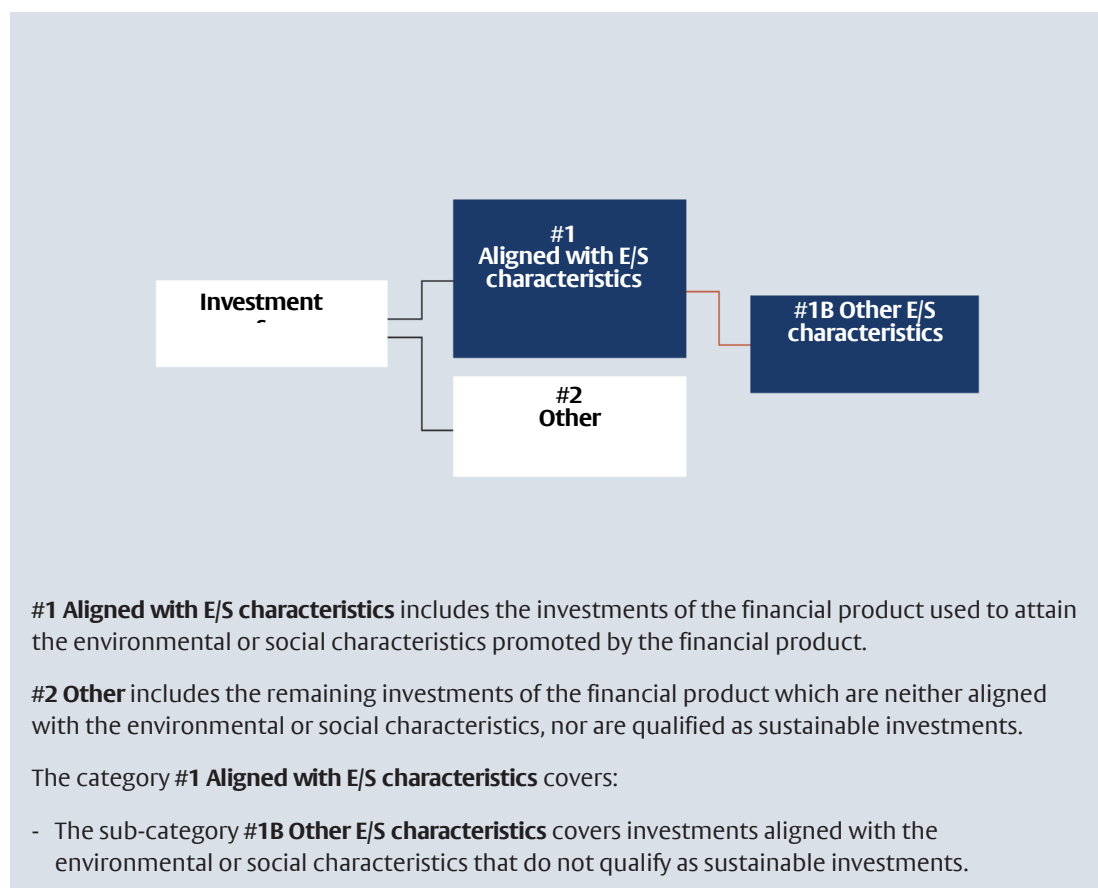 #1
Aligned with E/S
characteristics
Investment
#1B Other E/S
characteristics
#2
Other
#1 Aligned with E/S characteristics includes the investments of the financial product used to attain
the environmental or social characteristics promoted by the financial product.
#2 Other includes the remaining investments of the financial product which are neither aligned
with the environmental or social characteristics, nor are qualified as sustainable investments.
The category #1 Aligned with E/S characteristics covers:
- The sub-category #1B Other E/S characteristics covers investments aligned with the
environmental or social characteristics that do not qualify as sustainable investments.